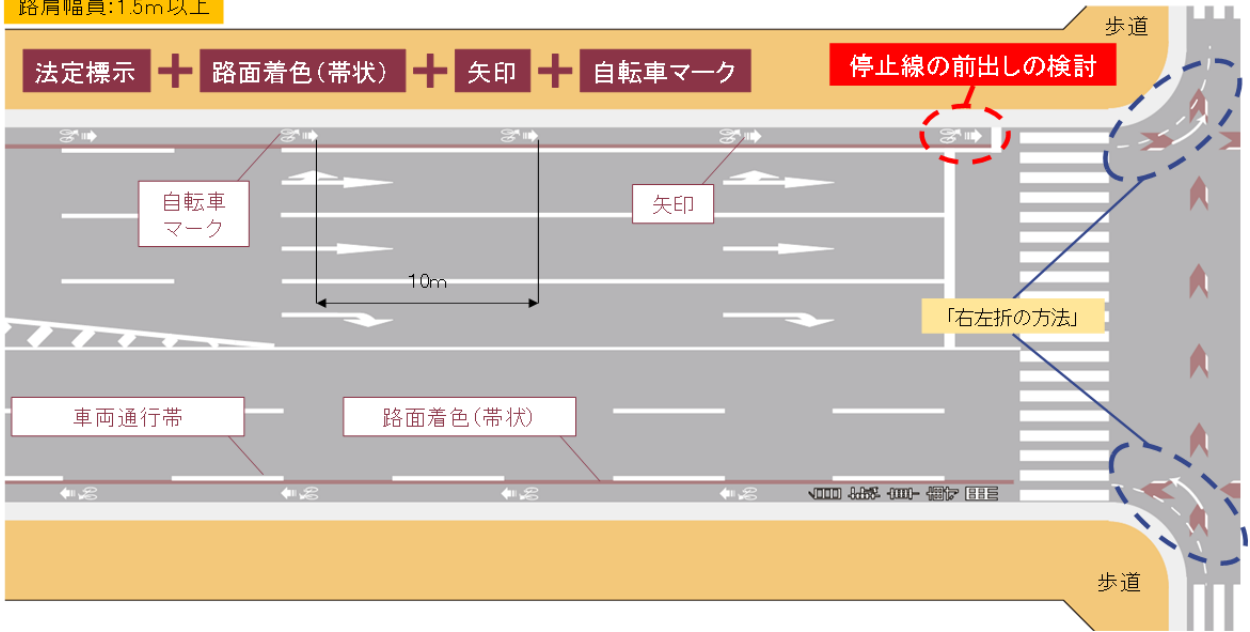 路肩幅員:1.5m以上
歩道
法定標示 + 路面着色(帯状) + 矢印 + 自転車マーク
停止線の前出しの検討
自転車
マーク
矢印
10m
「右左折の方法」
車両通行帯
路面着色(帯状)
歩道